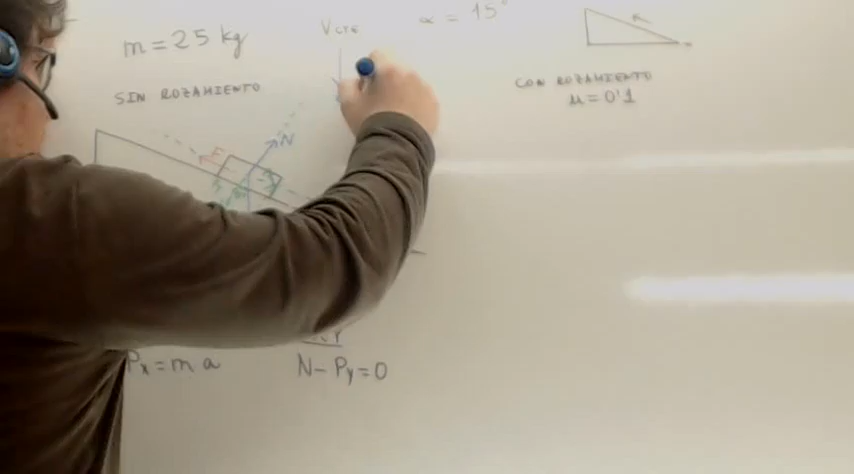 m = 25 kg
V CTE
α = 15°
SIN ROZAMIENTO
CON ROZAMIENTO
μ = 0'1
F
N
Px = m a
N - Py = 0